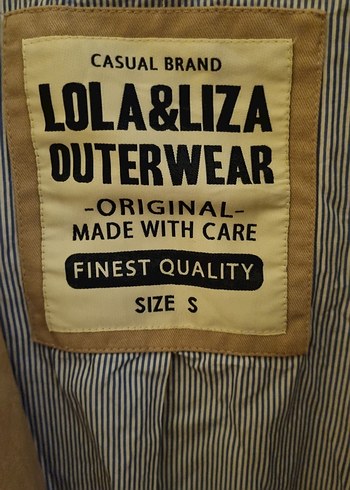 CASUAL BRAND
LOLA&LIZA
OUTERWEAR
-ORIGINAL-
MADE WITH CARE
FINEST QUALITY
SIZE S